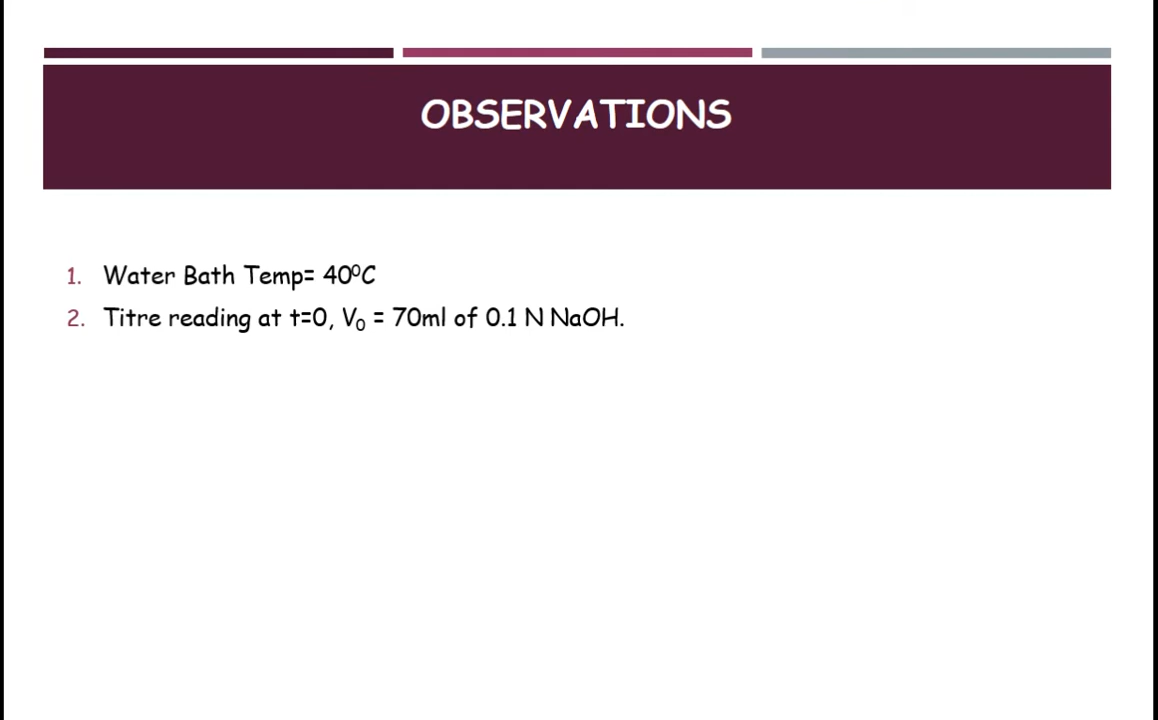 OBSERVATIONS
1. Water Bath Temp= 40⁰C
2. Titre reading at t=0, V₀ = 70ml of 0.1 N NaOH.